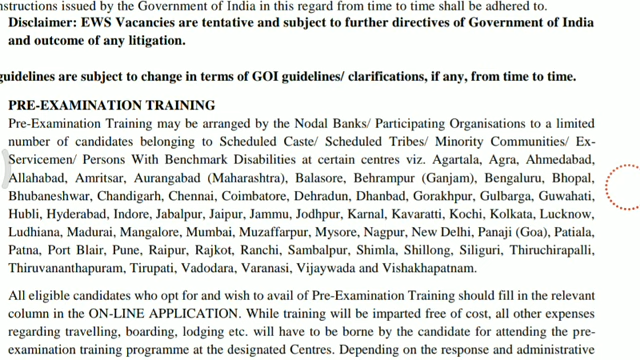 nstructions issued by the Government of India in this regard from time to time shall be adhered to.
Disclaimer: EWS Vacancies are tentative and subject to further directives of Government of India
and outcome of any litigation.
guidelines are subject to change in terms of GOI guidelines/ clarifications, if any, from time to time.
PRE-EXAMINATION TRAINING
Pre-Examination Training may be arranged by the Nodal Banks/ Participating Organisations to a limited
number of candidates belonging to Scheduled Caste/ Scheduled Tribes/ Minority Communities/ Ex-
Servicemen/ Persons With Benchmark Disabilities at certain centres viz. Agartala, Agra, Ahmedabad,
Allahabad, Amritsar, Aurangabad (Maharashtra), Balasore, Behrampur (Ganjam), Bengaluru, Bhopal,
Bhubaneshwar, Chandigarh, Chennai, Coimbatore, Dehradun, Dhanbad, Gorakhpur, Gulbarga, Guwahati,
Hubli, Hyderabad, Indore, Jabalpur, Jaipur, Jammu, Jodhpur, Karnal, Kavaratti, Kochi, Kolkata, Lucknow,
Ludhiana, Madurai, Mangalore, Mumbai, Muzaffarpur, Mysore, Nagpur, New Delhi, Panaji (Goa), Patiala,
Patna, Port Blair, Pune, Raipur, Rajkot, Ranchi, Sambalpur, Shimla, Shillong, Siliguri, Thiruchirapalli,
Thiruvananthapuram, Tirupati, Vadodara, Varanasi, Vijaywada and Vishakhapatnam.
All eligible candidates who opt for and wish to avail of Pre-Examination Training should fill in the relevant
column in the ON-LINE APPLICATION. While training will be imparted free of cost, all other expenses
regarding travelling, boarding, lodging etc. will have to be borne by the candidate for attending the pre-
examination training programme at the designated Centres. Depending on the response and administrative